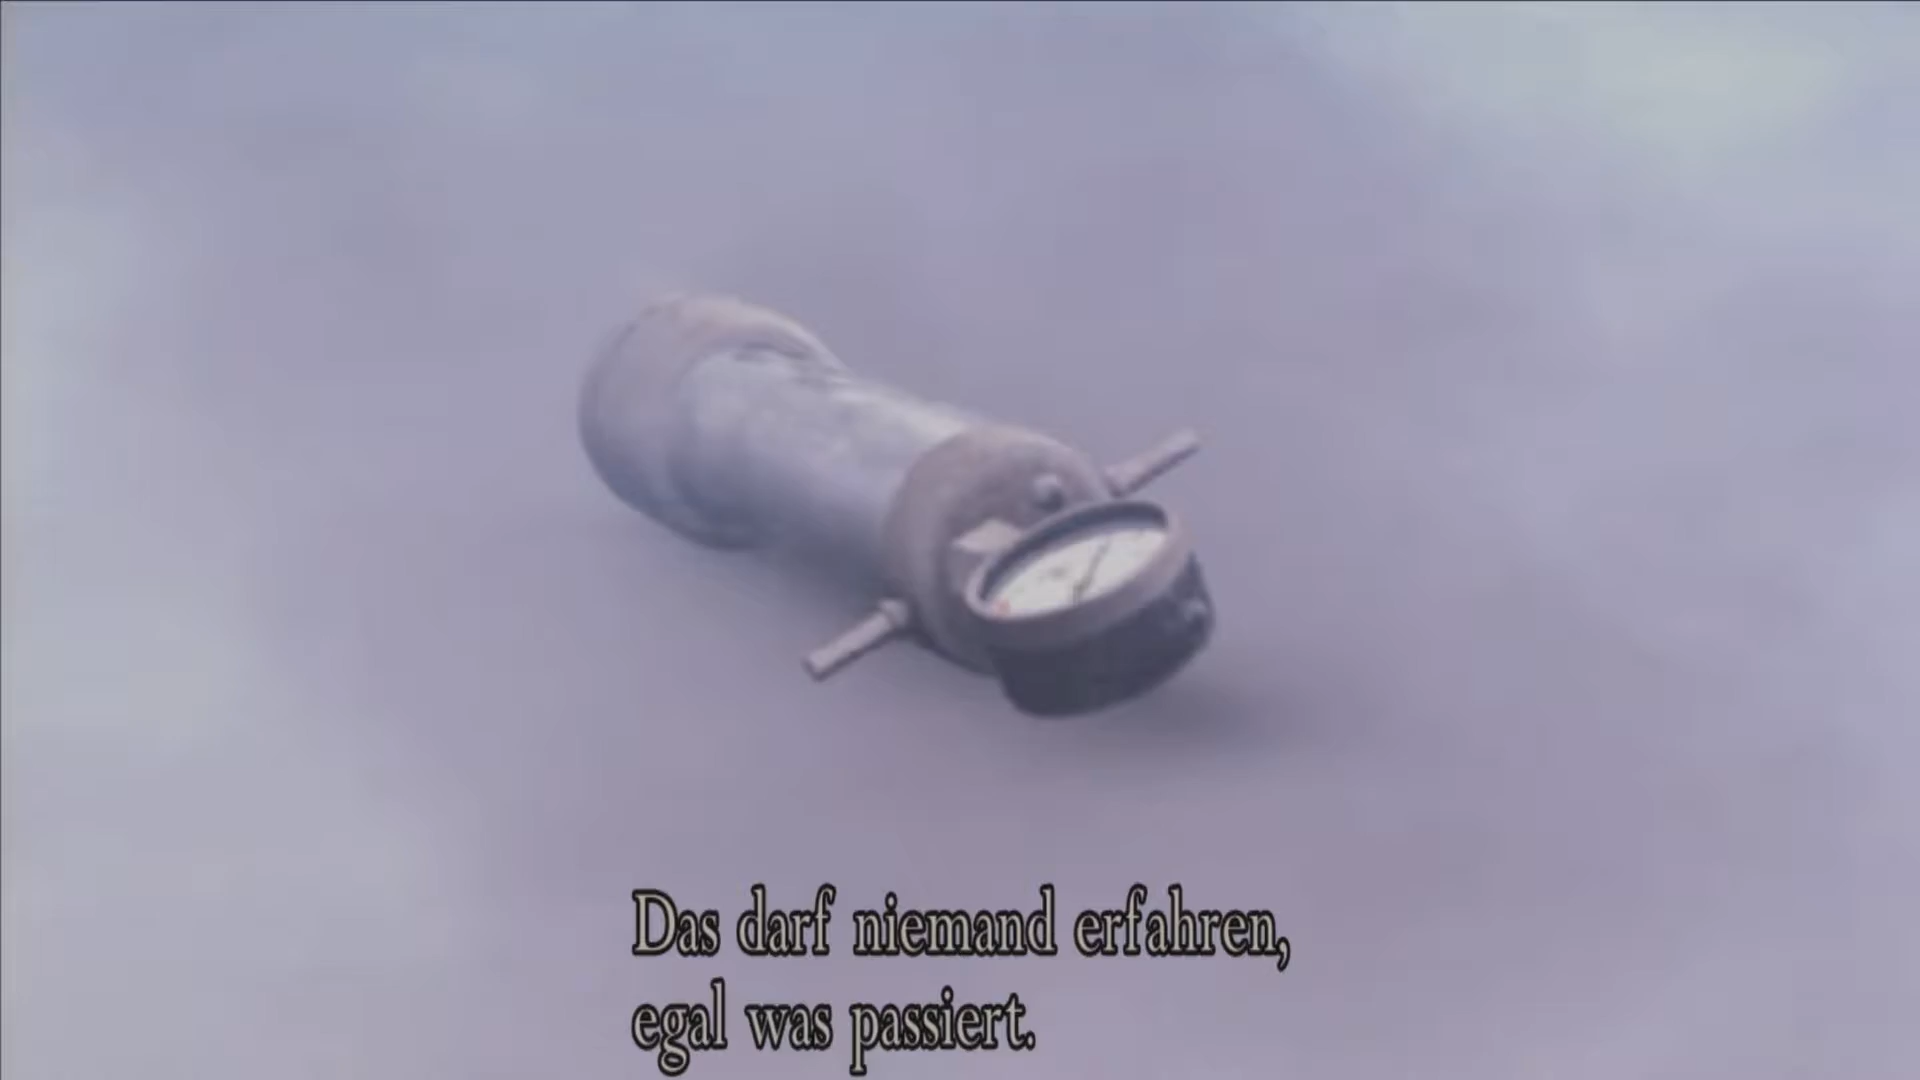 Das darf niemand erfahren,
egal was passiert.